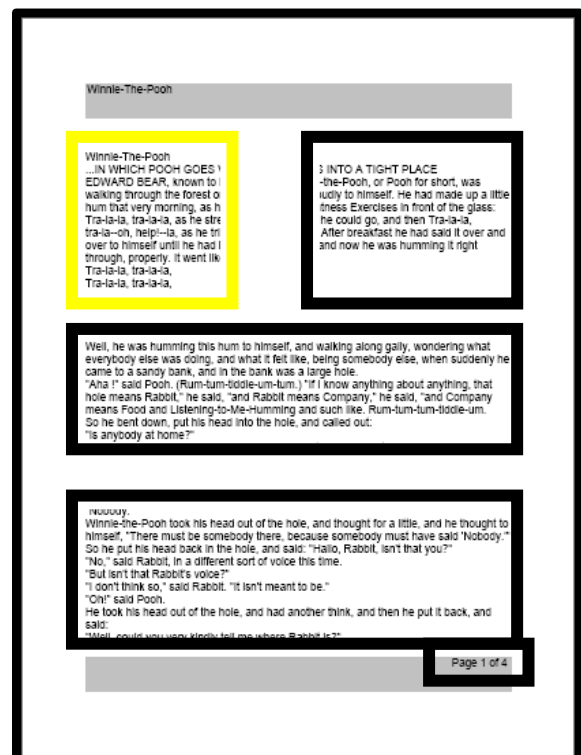 Winnie-The-Pooh
Winnie-The-Pooh
...IN WHICH POOH GOES
EDWARD BEAR, known to
walking through the forest
hum that very morning, as
Tra-la-la, tra-la-la, as he
tra-la--oh, help!--la, as he
over to himself until he had
through, properly. It went
Tra-la-la, tra-la-la,
Tra-la-la, tra-la-la,
INTO A TIGHT PLACE
-the-Pooh, or Pooh for short, was
to himself. He had made up a little
Exercises in front of the glass:
he could go, and then Tra-la-la,
After breakfast he had said it over and
and now he was humming it right
Well, he was humming this hum to himself, and walking along gaily, wondering what
everybody else was doing, and what it felt like, being somebody else, when suddenly he
came to a sandy bank, and in the bank was a large hole.
"Aha !" said Pooh. (Rum-tum-tiddle-um-tum.) "If I know anything about anything, that
hole means Rabbit," he said, "and Rabbit means Company," he said, "and Company
means Food and Listening-to-Me-Humming and such like. Rum-tum-tum-tiddle-um.
So he bent down, put his head into the hole, and called out:
"Is anybody at home?"
"Nobody.
Winnie-the-Pooh took his head out of the hole, and thought for a little, and he thought to
himself, "There must be somebody there, because somebody must have said 'Nobody.'"
So he put his head back in the hole, and said: "Hallo, Rabbit, isn't that you?"
"No," said Rabbit, in a different sort of voice this time.
"But isn't that Rabbit's voice?"
"I don't think so," said Rabbit. "It isn't meant to be."
"Oh!" said Pooh.
He took his head out of the hole, and had another think, and then he put it back, and
said:
"Well, could you very kindly tell me where Rabbit is?"
Page 1 of 4